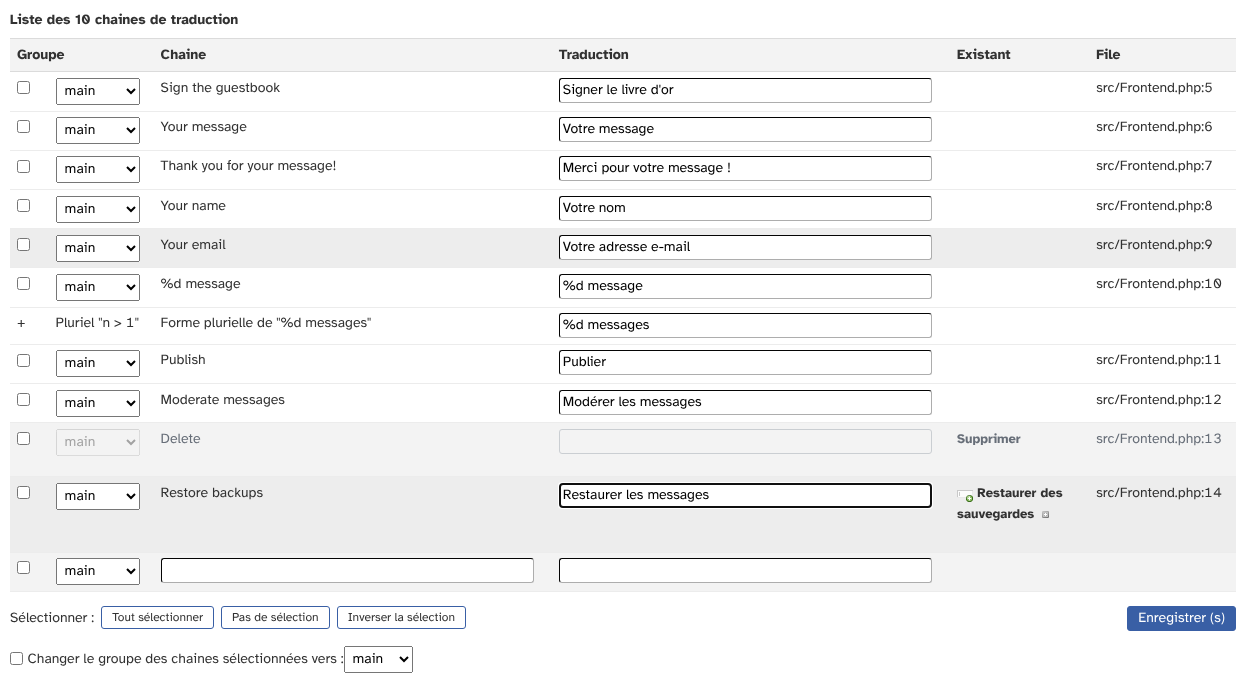 Liste des 10 chaines de traduction
Groupe Chaine Traduction Existant File
main Sign the guestbook Signer le livre d'or src/Frontend.php:5
main Your message Votre message src/Frontend.php:6
main Thank you for your message! Merci pour votre message ! src/Frontend.php:7
main Your name Votre nom src/Frontend.php:8
main Your email Votre adresse e-mail src/Frontend.php:9
main %d message %d message src/Frontend.php:10
+ Pluriel "n > 1" Forme plurielle de "%d messages" %d messages
main Publish Publier src/Frontend.php:11
main Moderate messages Modérer les messages src/Frontend.php:12
main Delete Supprimer src/Frontend.php:13
main Restore backups Restaurer les messages Restaurer des src/Frontend.php:14
sauvegardes
main
Sélectionner : Tout sélectionner Pas de sélection Inverser la sélection Enregistrer (s)
Changer le groupe des chaines sélectionnées vers : main